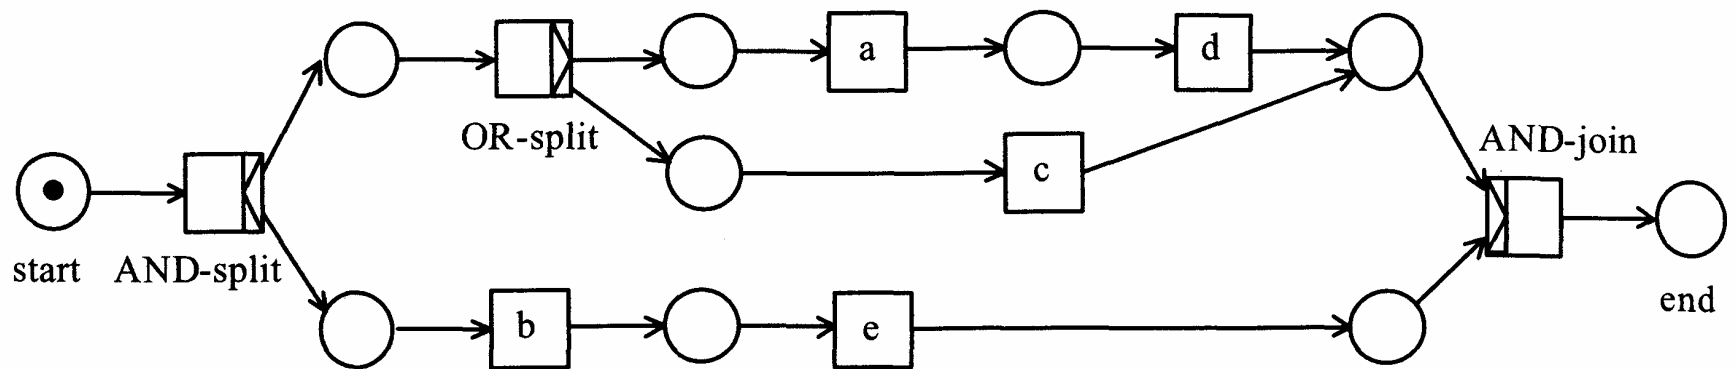 a
d
OR-split
AND-join
c
start
AND-split
end
b
e